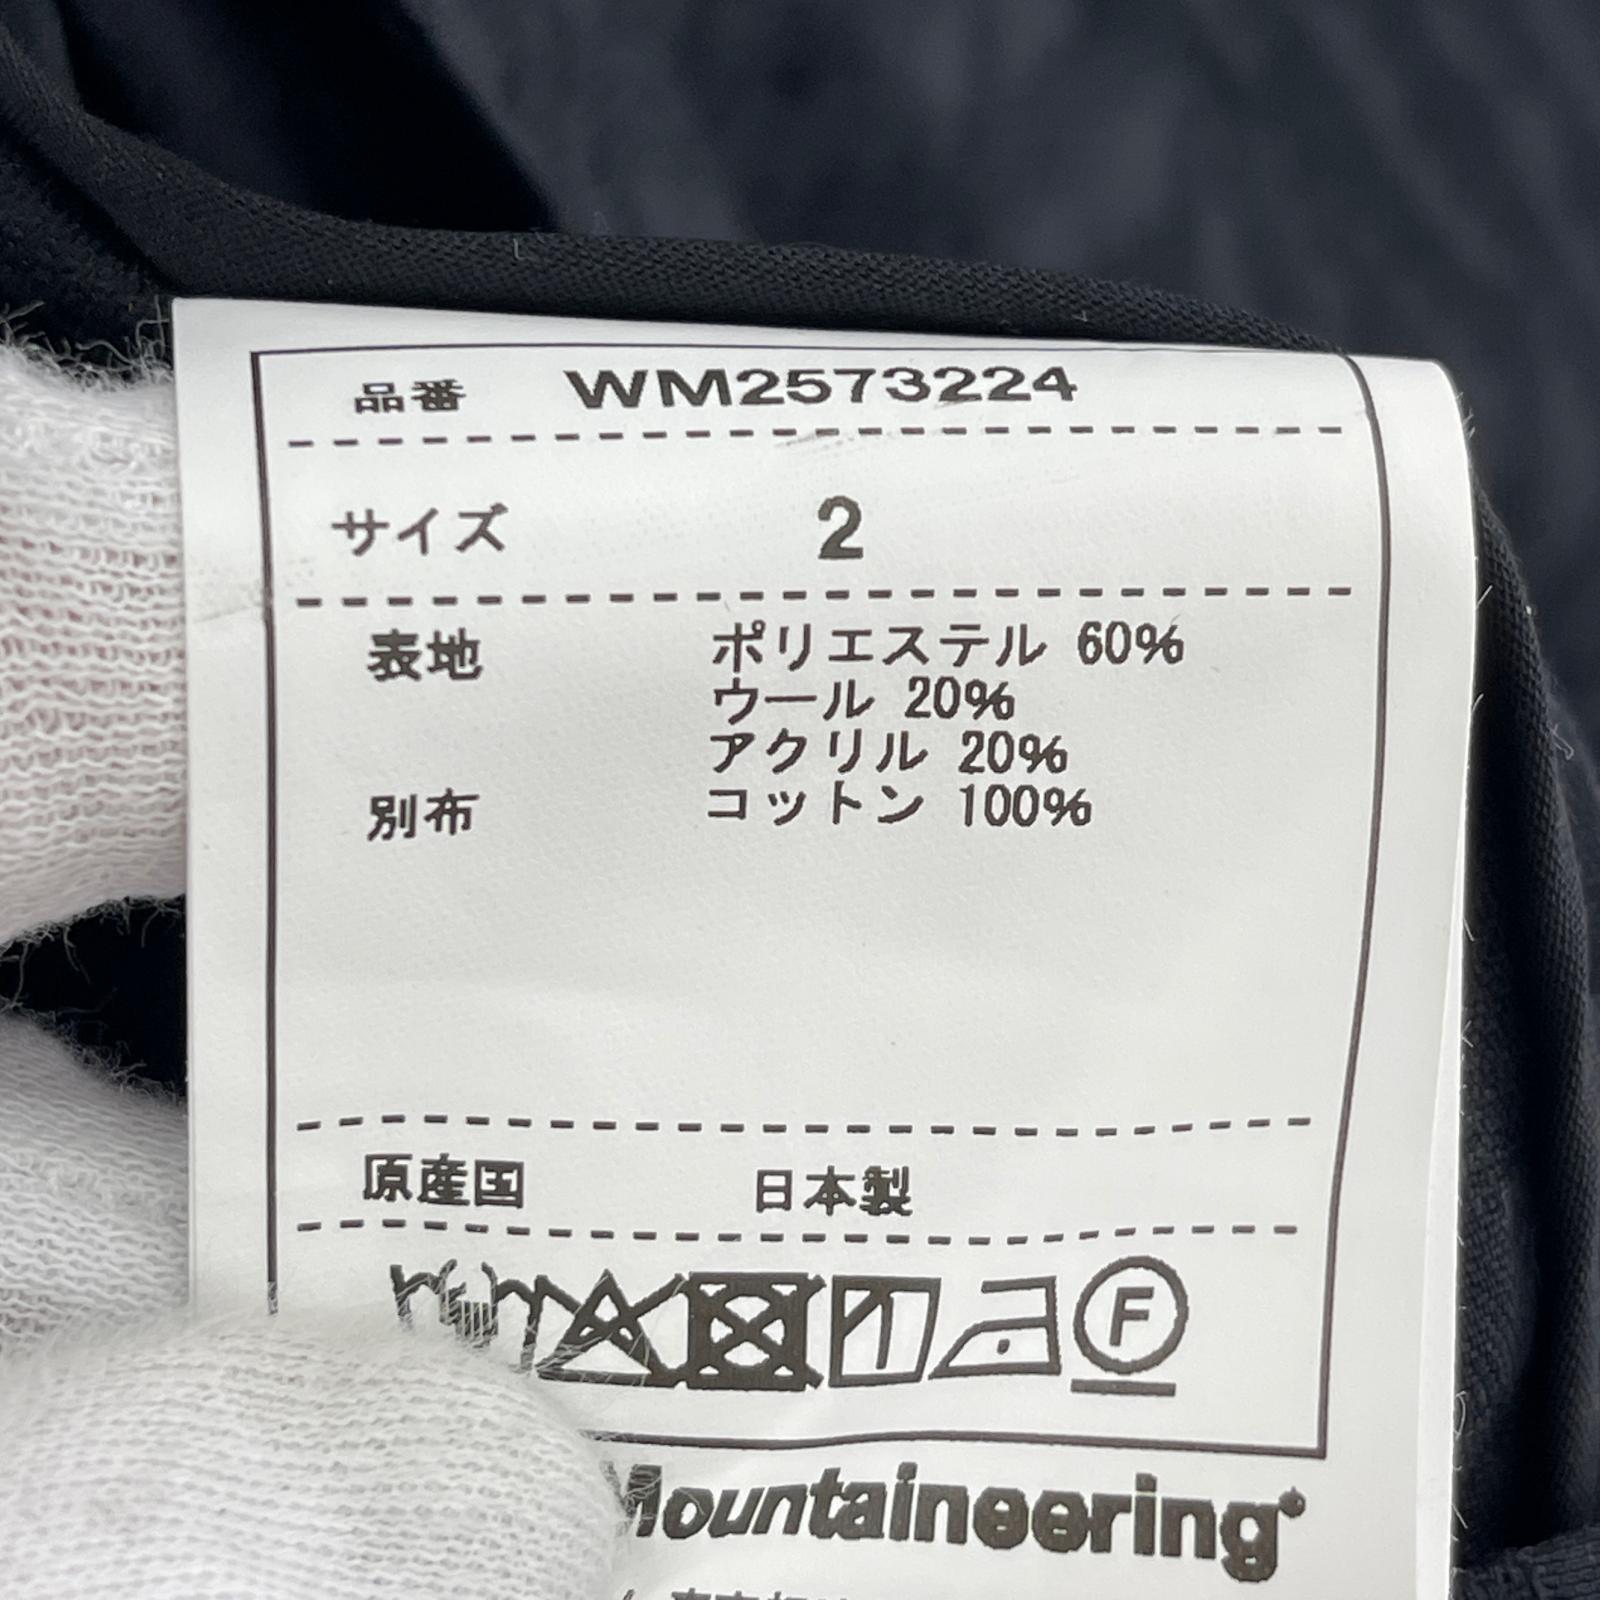 品番 WM2573224
サイズ 2
表地 ポリエステル 60%
ウール 20%
アクリル 20%
別布 コットン 100%
原産国 日本製
F
Mountaineering®